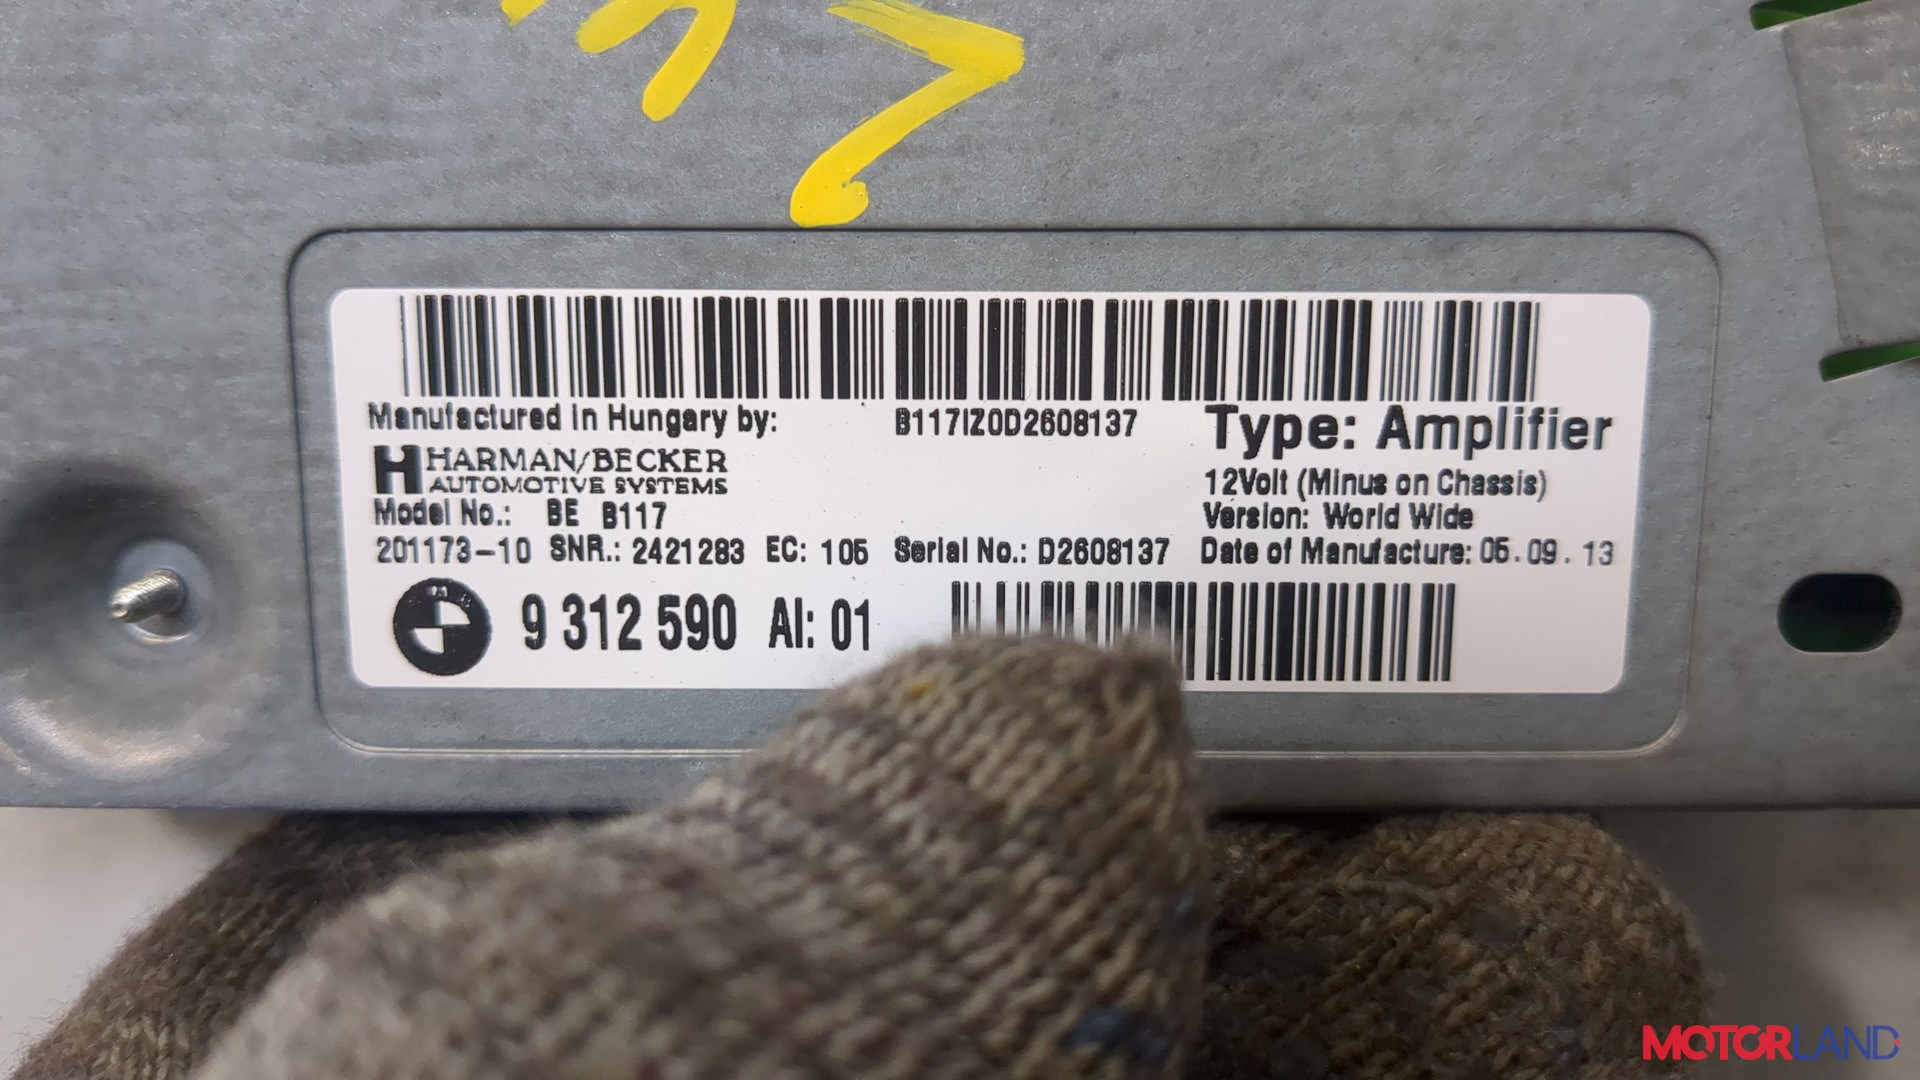 Manufactured in Hungary by:
B117IZ0D2608137
Type: Amplifier
HARMAN/BECKER
AUTOMOTIVE SYSTEMS
12Volt (Minus on Chassis)
Model No.: BE B117
Version: World Wide
201173-10 SNR.: 2421283 EC: 105 Serial No.: D2608137 Date of Manufacture: 05.09.13
9 312 590 AI: 01
MOTORLAND